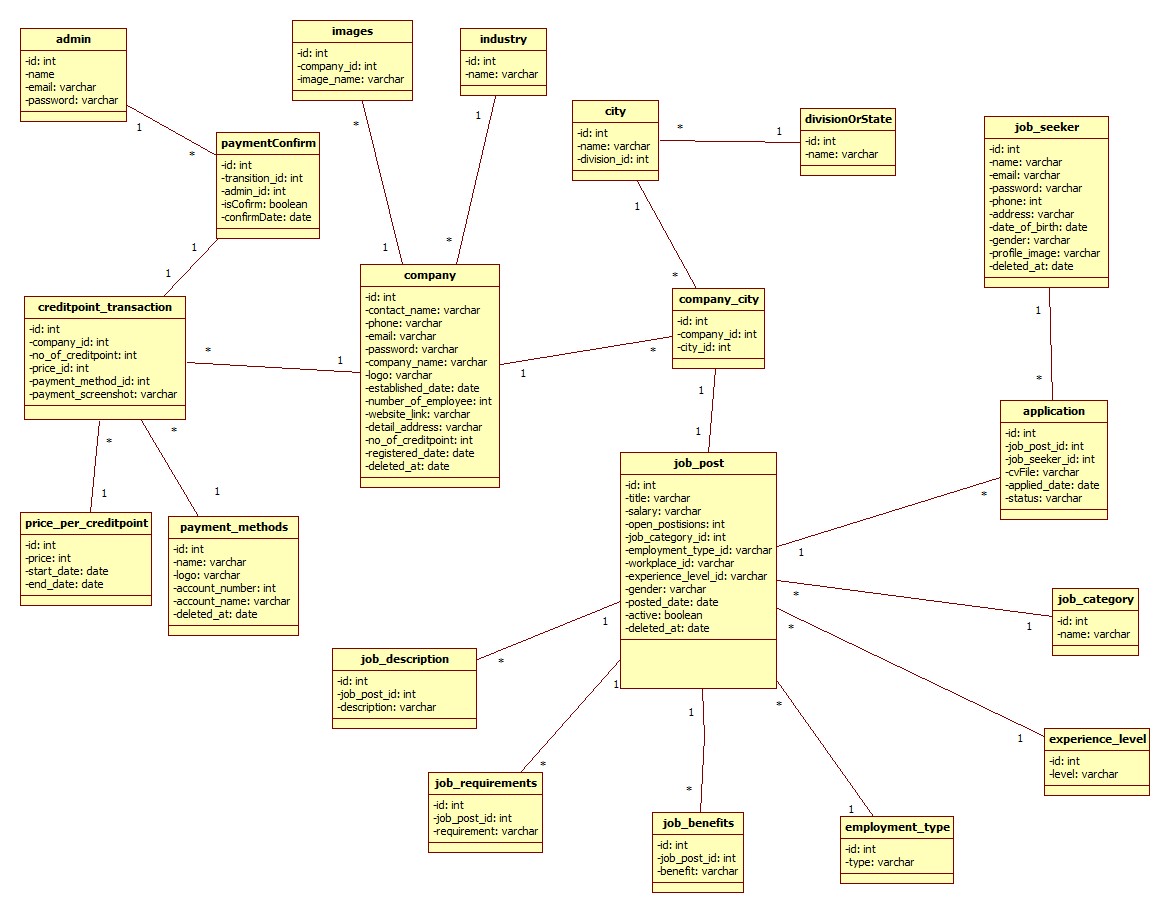 admin
-id: int
-name
-email: varchar
-password: varchar
images
-id: int
-company_id: int
-image_name: varchar
industry
-id: int
-name: varchar
city
-id: int
-name: varchar
-division_id: int
divisionOrState
-id: int
-name: varchar
job_seeker
-id: int
-name: varchar
-email: varchar
-password: varchar
-phone: int
-address: varchar
-date_of_birth: date
-gender: varchar
-profile_image: varchar
-deleted_at: date
paymentConfirm
-id: int
-transition_id: int
-admin_id: int
-isCofirm: boolean
-confirmDate: date
1
*
*
1
1
*
*
1
1
*
1
1
creditpoint_transaction
-id: int
-company_id: int
-no_of_creditpoint: int
-price_id: int
-payment_method_id: int
-payment_screenshot: varchar
company
-id: int
-contact_name: varchar
-phone: varchar
-email: varchar
-password: varchar
-company_name: varchar
-logo: varchar
-established_date: date
-number_of_employee: int
-website_link: varchar
-detail_address: varchar
-no_of_creditpoint: int
-registered_date: date
-deleted_at: date
company_city
-id: int
-company_id: int
-city_id: int
*
1
1
*
1
1
1
*
application
-id: int
-job_post_id: int
-job_seeker_id: int
-cvFile: varchar
-applied_date: date
-status: varchar
*
1
*
1
price_per_creditpoint
-id: int
-price: int
-start_date: date
-end_date: date
payment_methods
-id: int
-name: varchar
-logo: varchar
-account_number: int
-account_name: varchar
-deleted_at: date
job_post
-id: int
-title: varchar
-salary: varchar
-open_postisions: int
-job_category_id: int
-employment_type_id: varchar
-workplace_id: varchar
-experience_level_id: varchar
-gender: varchar
-posted_date: date
-active: boolean
-deleted_at: date
*
1
*
1
job_category
-id: int
-name: varchar
1
*
job_description
-id: int
-job_post_id: int
-description: varchar
1
*
job_requirements
-id: int
-job_post_id: int
-requirement: varchar
1
*
job_benefits
-id: int
-job_post_id: int
-benefit: varchar
*
1
employment_type
-id: int
-type: varchar
*
1
experience_level
-id: int
-level: varchar